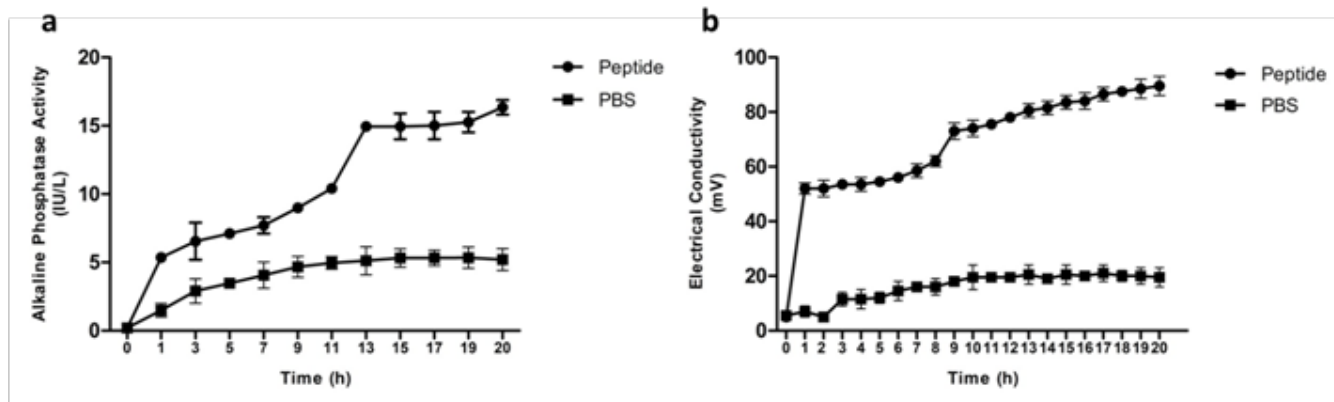 a
20
15
10
5
0
Alkaline Phosphatase Activity
(IU/L)
0 1 3 5 7 9 11 13 15 17 19 20
Time (h)
Peptide
PBS
b
100
80
60
40
20
0
Electrical Conductivity
(mV)
0 1 2 3 4 5 6 7 8 9 10 11 12 13 14 15 16 17 18 19 20
Time (h)
Peptide
PBS